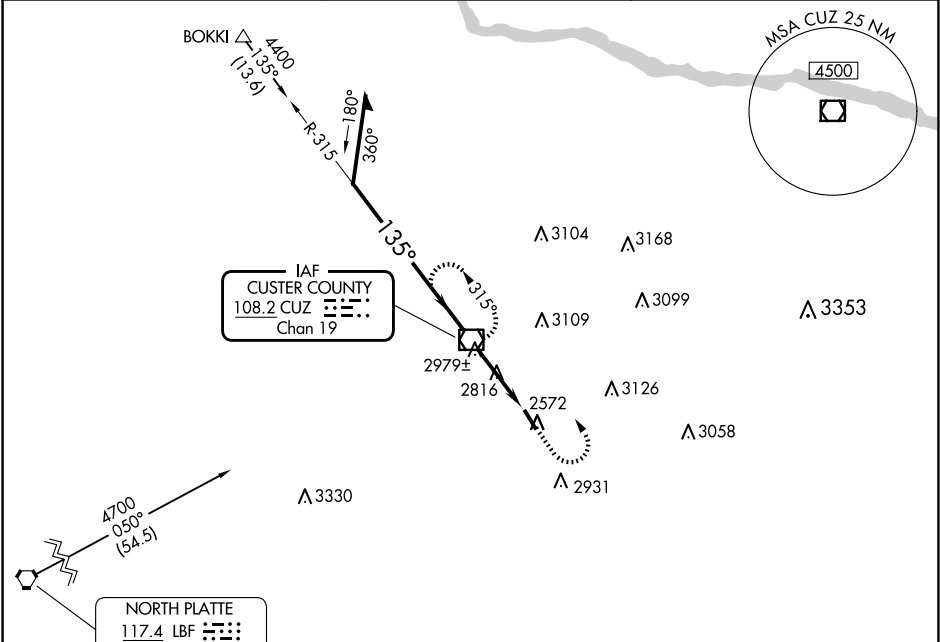 BOKKI
4400
135°
(13.6)
R-315
180°
360°
135°
MSA CUZ 25 NM
4500
IAF
CUSTER COUNTY
108.2 CUZ
Chan 19
315°
3104
3168
3099
3109
3353
2979±
2816
2572
3126
3058
2931
3330
4700
050°
(54.5)
NORTH PLATTE
117.4 LBF